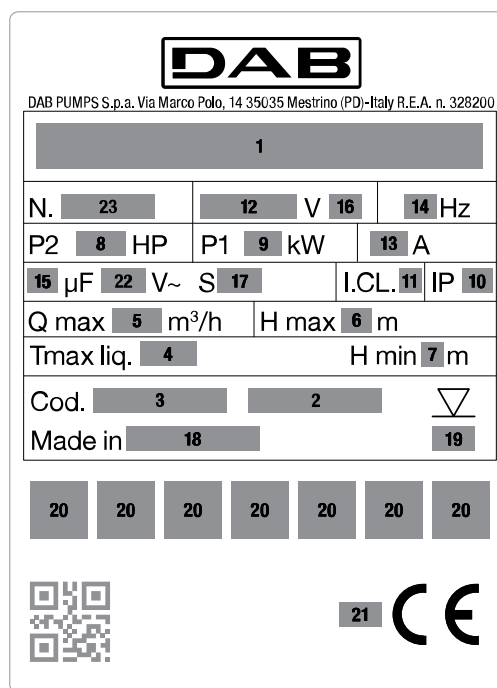 DAB
DAB PUMPS S.p.a. Via Marco Polo, 14 35035 Mestrino (PD)-Italy R.E.A. n. 328200
1
N. 23 12 V 16 14 Hz
P2 8 HP P1 9 kW 13 A
15 µF 22 V~ S 17 I.CL. 11 IP 10
Q max 5 m³/h H max 6 m
Tmax liq. 4 H min 7 m
Cod. 3 2
Made in 18 19
20 20 20 20 20 20 20
21 CE